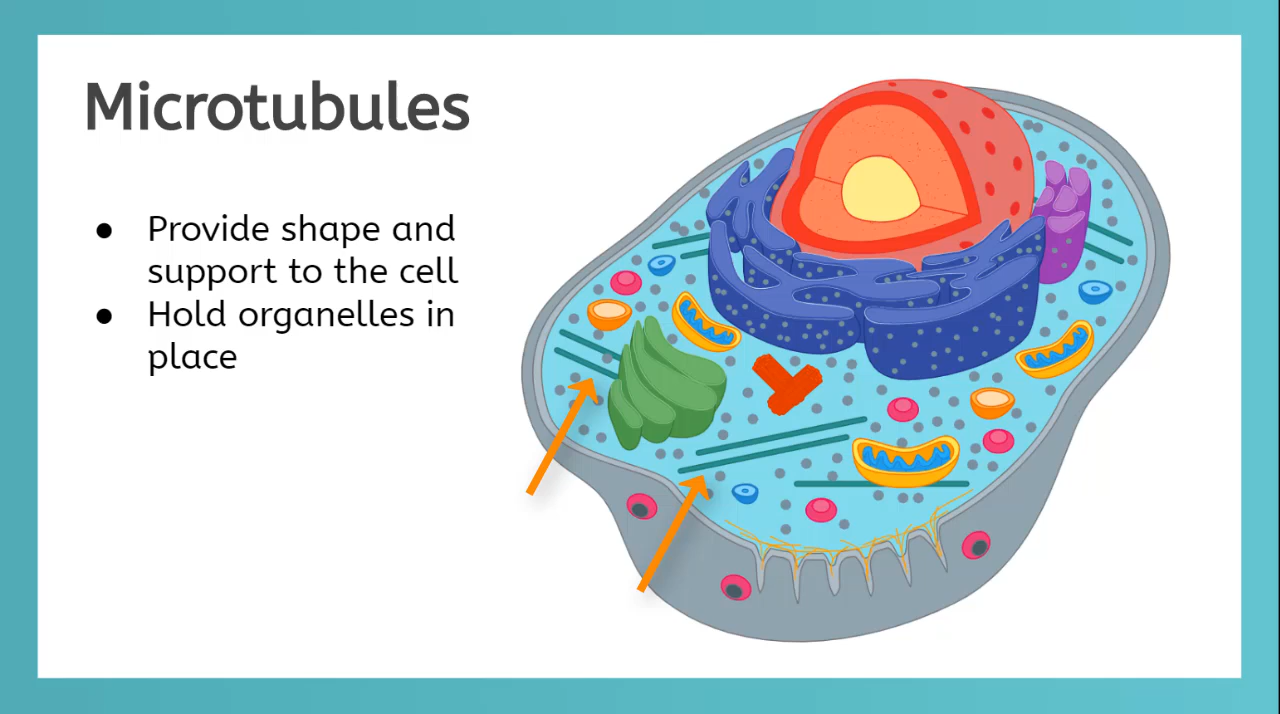 Microtubules
● Provide shape and
support to the cell
● Hold organelles in
place